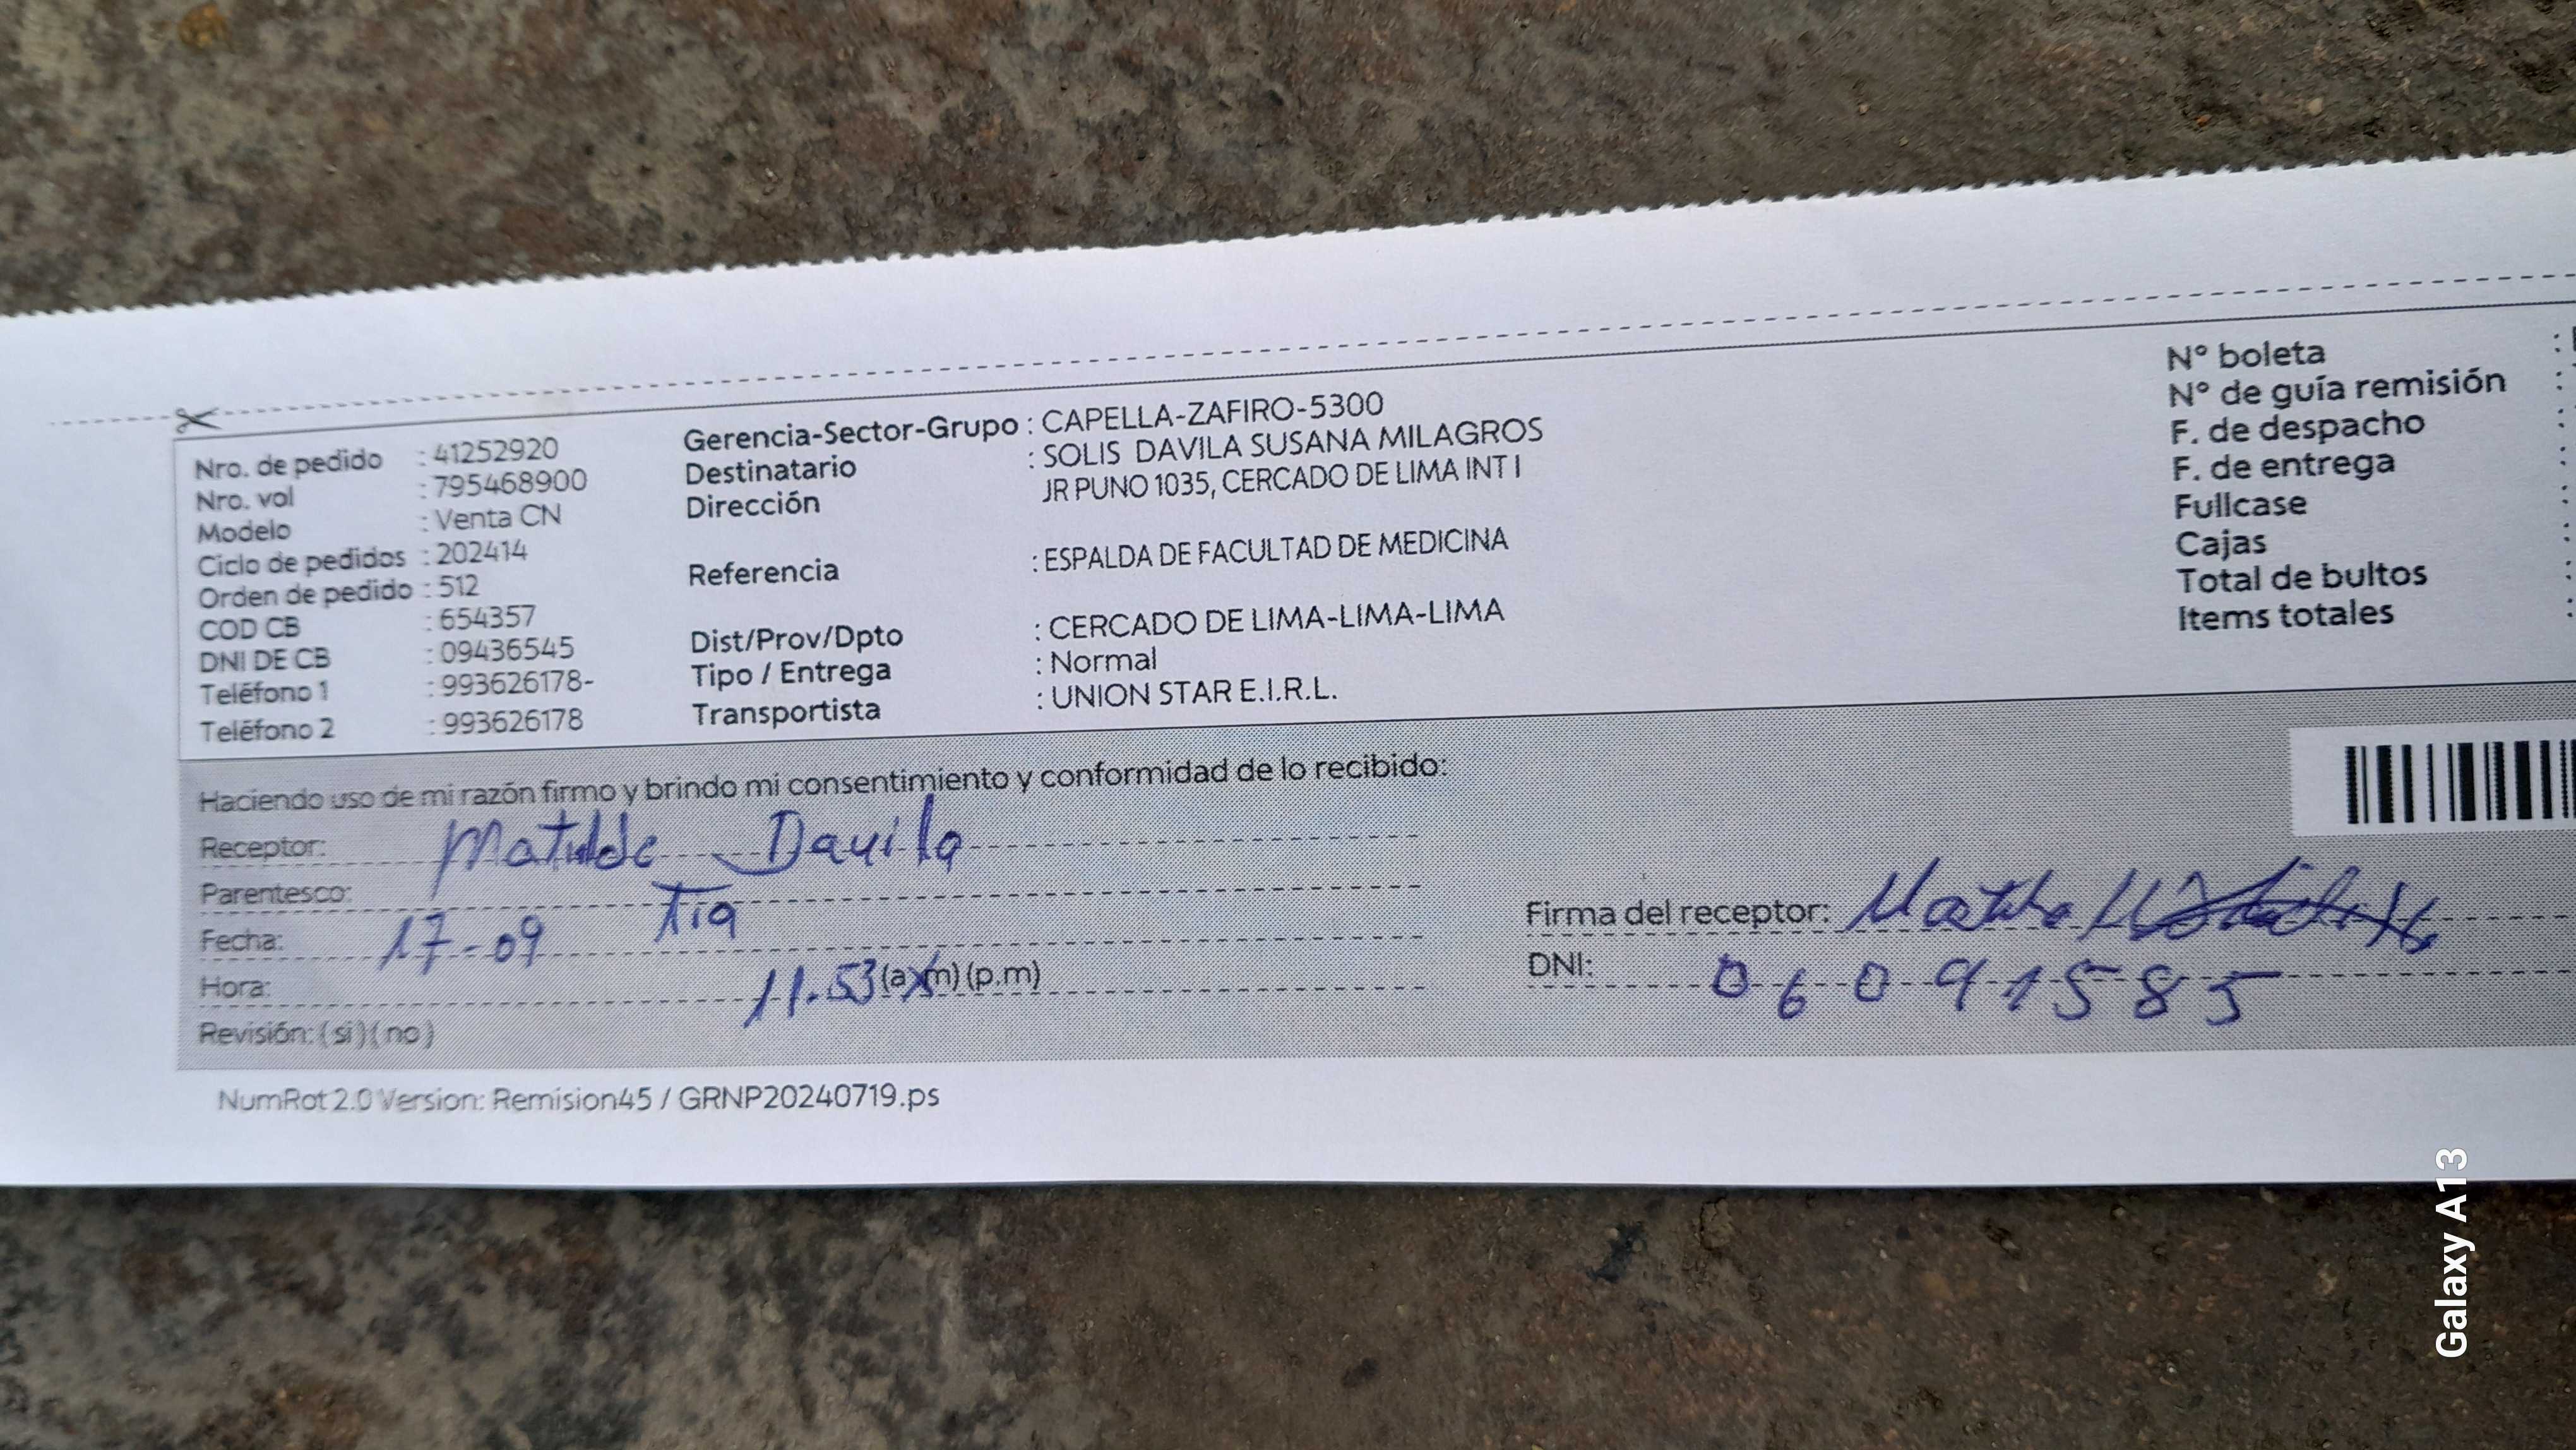 Nro. de pedido : 41252920
Nro. vol : 795468900
Modelo : Venta CN
Ciclo de pedidos : 202414
Orden de pedido : 512
COD CB : 654357
DNI DE CB : 09436545
Teléfono 1 : 993626178-
Teléfono 2 : 993626178
Gerencia-Sector-Grupo : CAPELLA-ZAFIRO-5300
Destinatario : SOLIS DAVILA SUSANA MILAGROS
Dirección JR PUNO 1035, CERCADO DE LIMA INT I
Referencia : ESPALDA DE FACULTAD DE MEDICINA
Dist/Prov/Dpto : CERCADO DE LIMA-LIMA-LIMA
Tipo / Entrega : Normal
Transportista : UNION STAR E.I.R.L.
N° boleta :
N° de guía remisión :
F. de despacho :
F. de entrega :
Fullcase :
Cajas :
Total de bultos :
Items totales :
Haciendo uso de mi razón firmo y brindo mi consentimiento y conformidad de lo recibido:
Receptor: Matilde Davila
Parentesco: Tia
Fecha: 17-09
Hora: 11.53 (a.m) (p.m)
Revisión: (si) (no)
Firma del receptor:
DNI: 06091585
NumRot 2.0 Version: Remision45 / GRNP20240719.ps
Galaxy A13